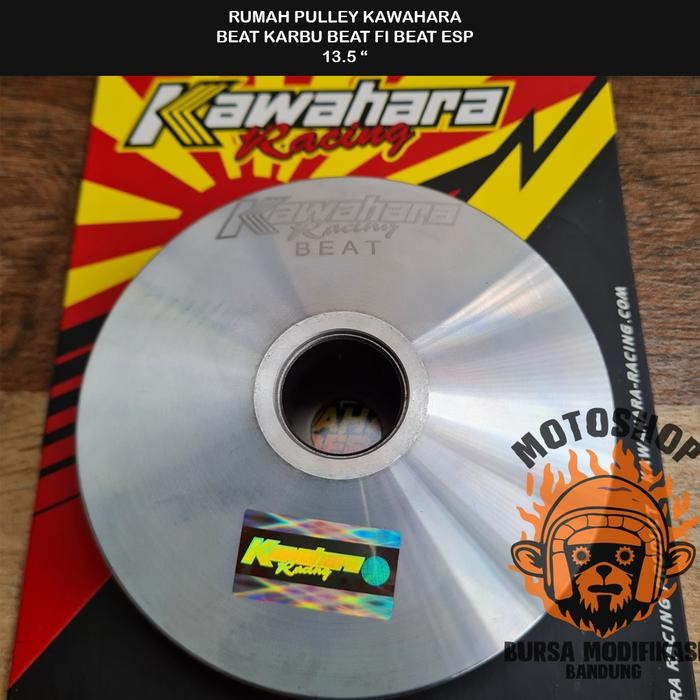 RUMAH PULLEY KAWAHARA
BEAT KARBU BEAT FI BEAT ESP
13.5 “
Kawahara
Racing
Kawahara
Racing
BEAT
Kawahara
Racing
MOTOSHOP
BURSA MODIFIKASI
BANDUNG